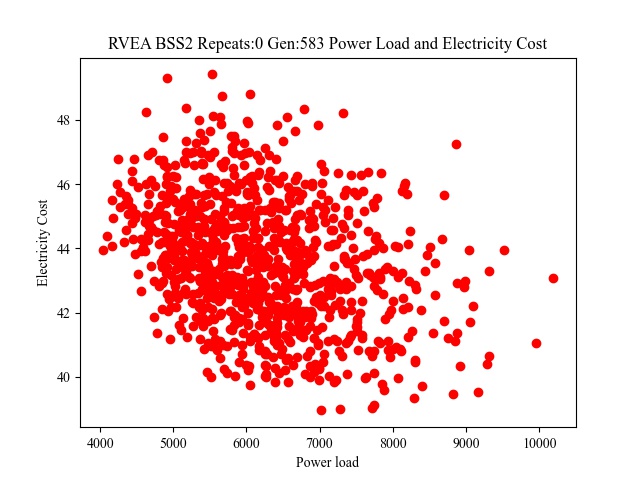 RVEA BSS2 Repeats:0 Gen:583 Power Load and Electricity Cost
48
46
44
42
40
Electricity Cost
4000 5000 6000 7000 8000 9000 10000
Power load